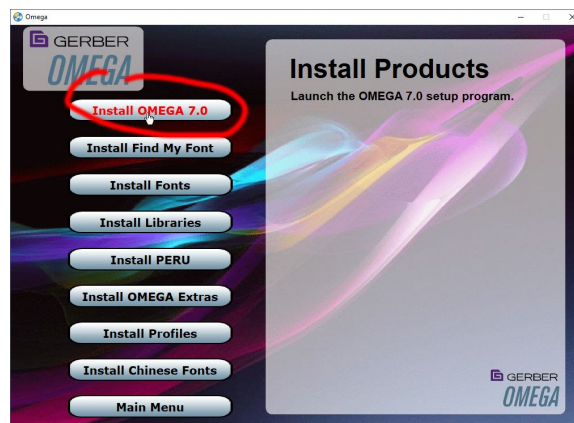 Omega
GERBER
OMEGA
Install OMEGA 7.0
Install Find My Font
Install Fonts
Install Libraries
Install PERU
Install OMEGA Extras
Install Profiles
Install Chinese Fonts
Main Menu
Install Products
Launch the OMEGA 7.0 setup program.
GERBER
OMEGA